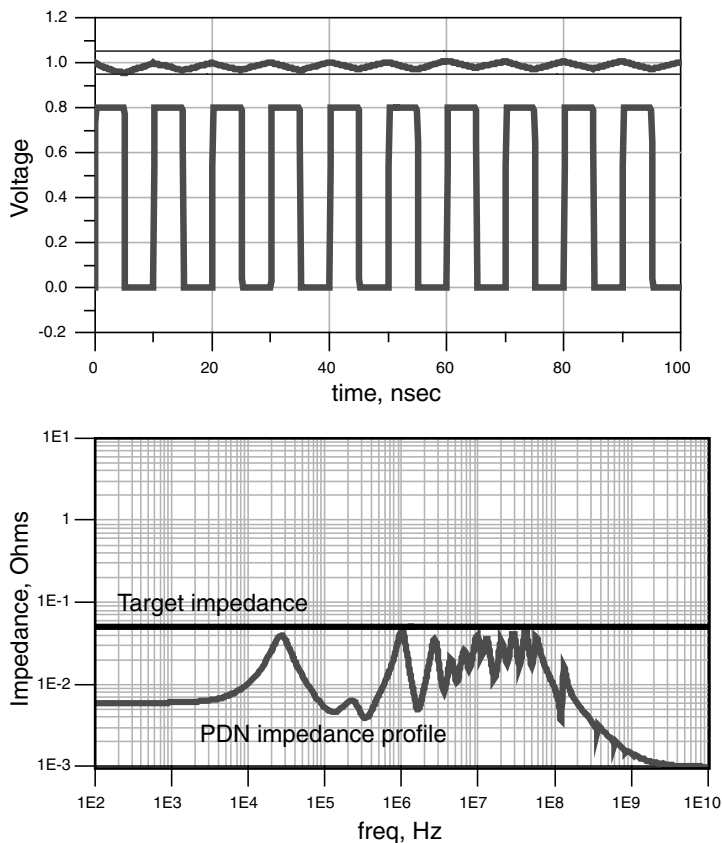 1.2
1.0
0.8
0.6
0.4
0.2
0.0
-0.2
Voltage
0 20 40 60 80 100
time, nsec
1E1
1
1E-1
1E-2
1E-3
Impedance, Ohms
Target impedance
PDN impedance profile
1E2 1E3 1E4 1E5 1E6 1E7 1E8 1E9 1E10
freq, Hz